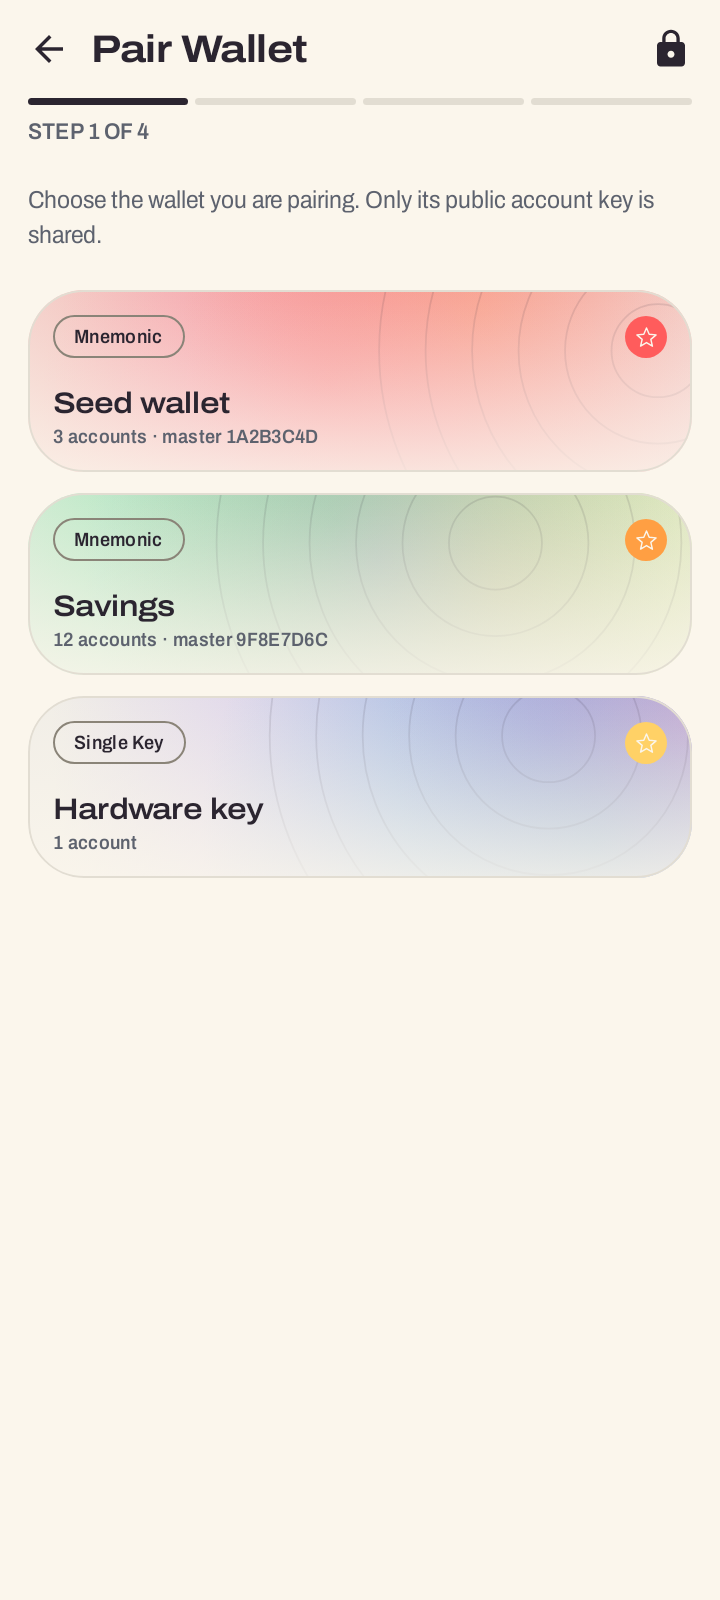 Pair Wallet
STEP 1 OF 4
Choose the wallet you are pairing. Only its public account key is
shared.
Mnemonic
Seed wallet
3 accounts · master 1A2B3C4D
Mnemonic
Savings
12 accounts · master 9F8E7D6C
Single Key
Hardware key
1 account